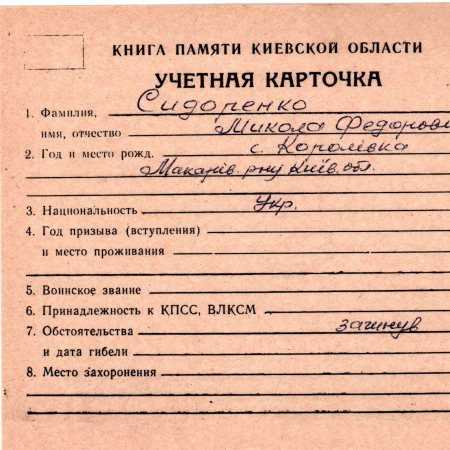 КНИГА ПАМЯТИ КИЕВСКОЙ ОБЛАСТИ
УЧЕТНАЯ КАРТОЧКА
1. Фамилия, Сидоренко
имя, отчество Микола Федорови
2. Год и место рожд. с. Королівка
Макарів. р-ну Київ. обл.
3. Национальность Укр.
4. Год призыва (вступления)
и место проживания
5. Воинское звание
6. Принадлежность к КПСС, ВЛКСМ
7. Обстоятельства загинув
и дата гибели
8. Место захоронения